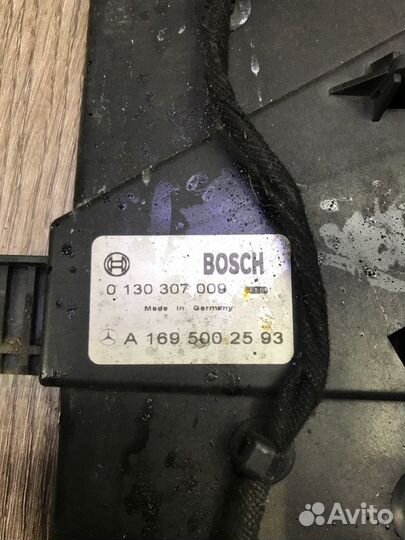 BOSCH
0 130 307 009
Made in Germany
A 169 500 25 93
Avito